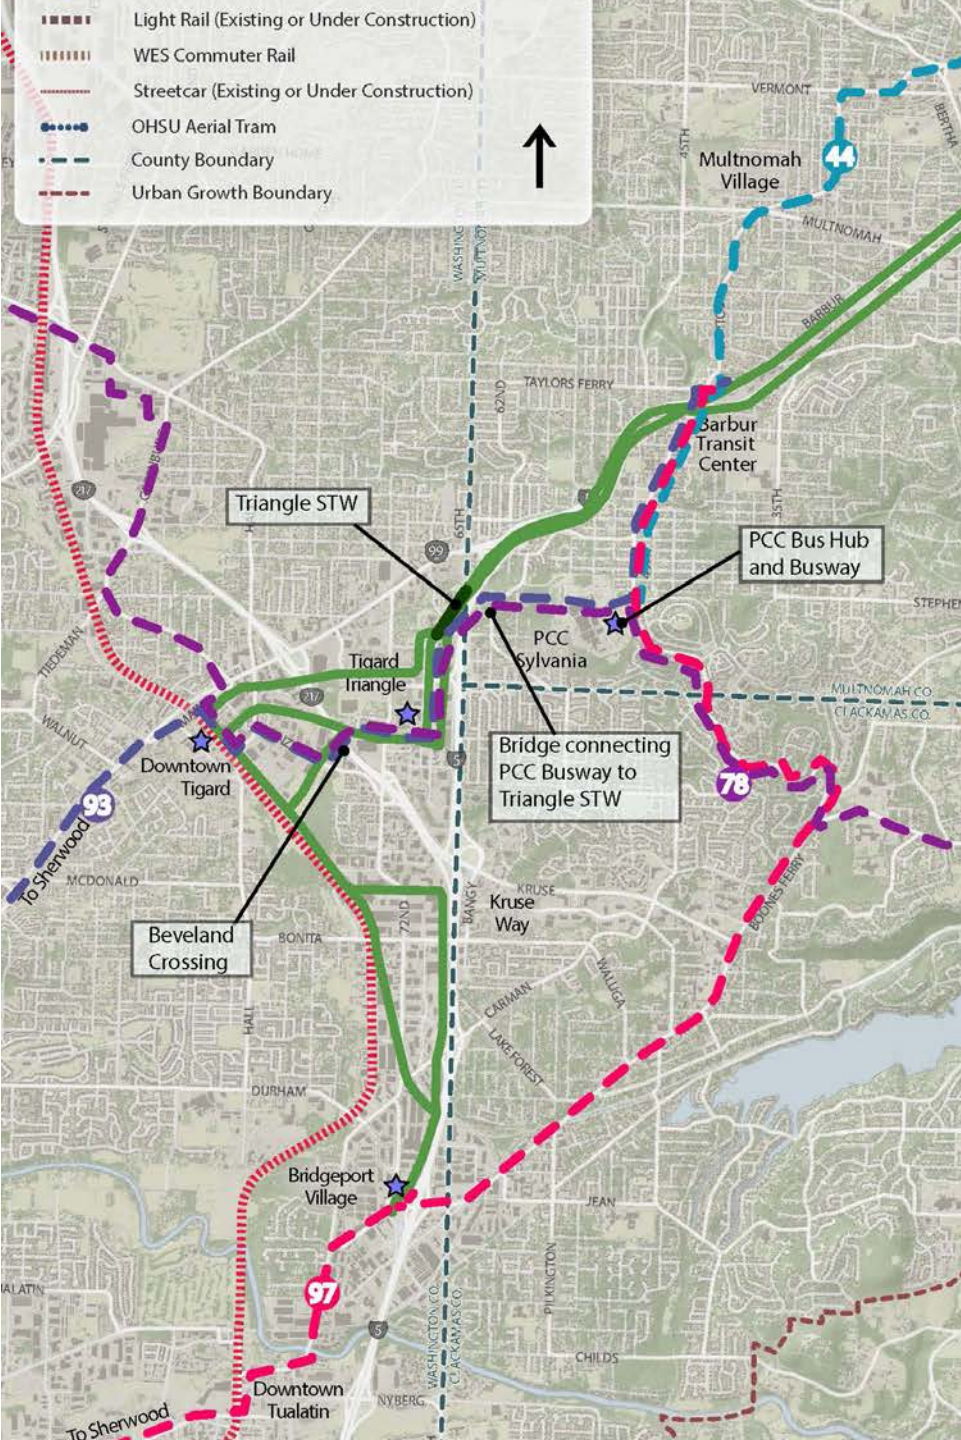 Light Rail (Existing or Under Construction)
WES Commuter Rail
Streetcar (Existing or Under Construction)
OHSU Aerial Tram
County Boundary
Urban Growth Boundary
VERMONT
BERTHA
45TH
44
Multnomah
Village
MULTNOMAH
BARBUR
TAYLORS FERRY
62ND
Barbur
Transit
Center
35TH
217
Triangle STW
65TH
99
PCC Bus Hub
and Busway
STEPHEN
PCC
Sylvania
TIEDEMAN
Tigard
Triangle
217
MULTNOMAH CO.
CLACKAMAS CO.
WALNUT
Downtown
Tigard
5
Bridge connecting
PCC Busway to
Triangle STW
78
93
To Sherwood
MCDONALD
KRUSE
72ND
BANGY
Kruse
Way
BOONES FERRY
Beveland
Crossing
BONITA
WALUGA
CARMAN
HALL
LAKE FOREST
DURHAM
Bridgeport
Village
JEAN
97
PILKINGTON
ALATIN
5
WASHINGTON CO.
CLACKAMAS CO.
CHILDS
Downtown
Tualatin
NYBERG
To Sherwood